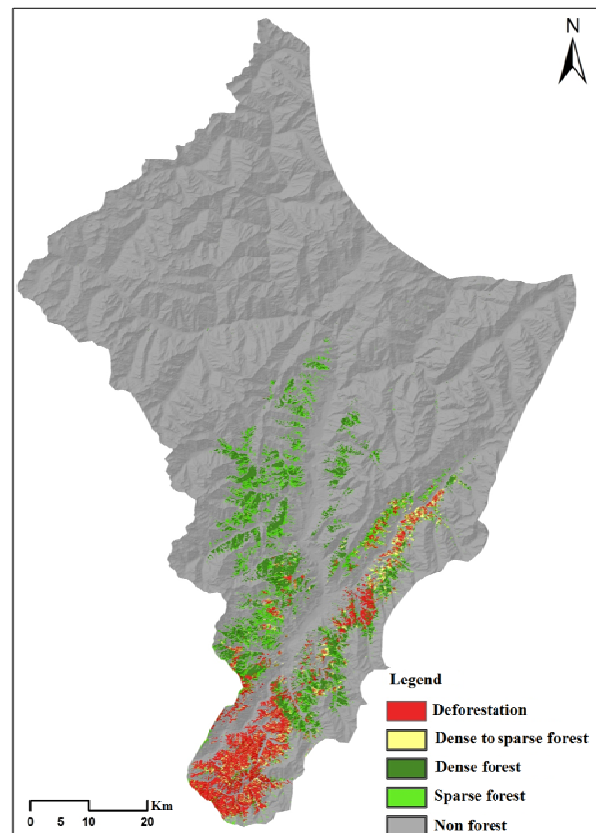 N
Legend
Deforestation
Dense to sparse forest
Dense forest
Sparse forest
Non forest
Km
0 5 10 20